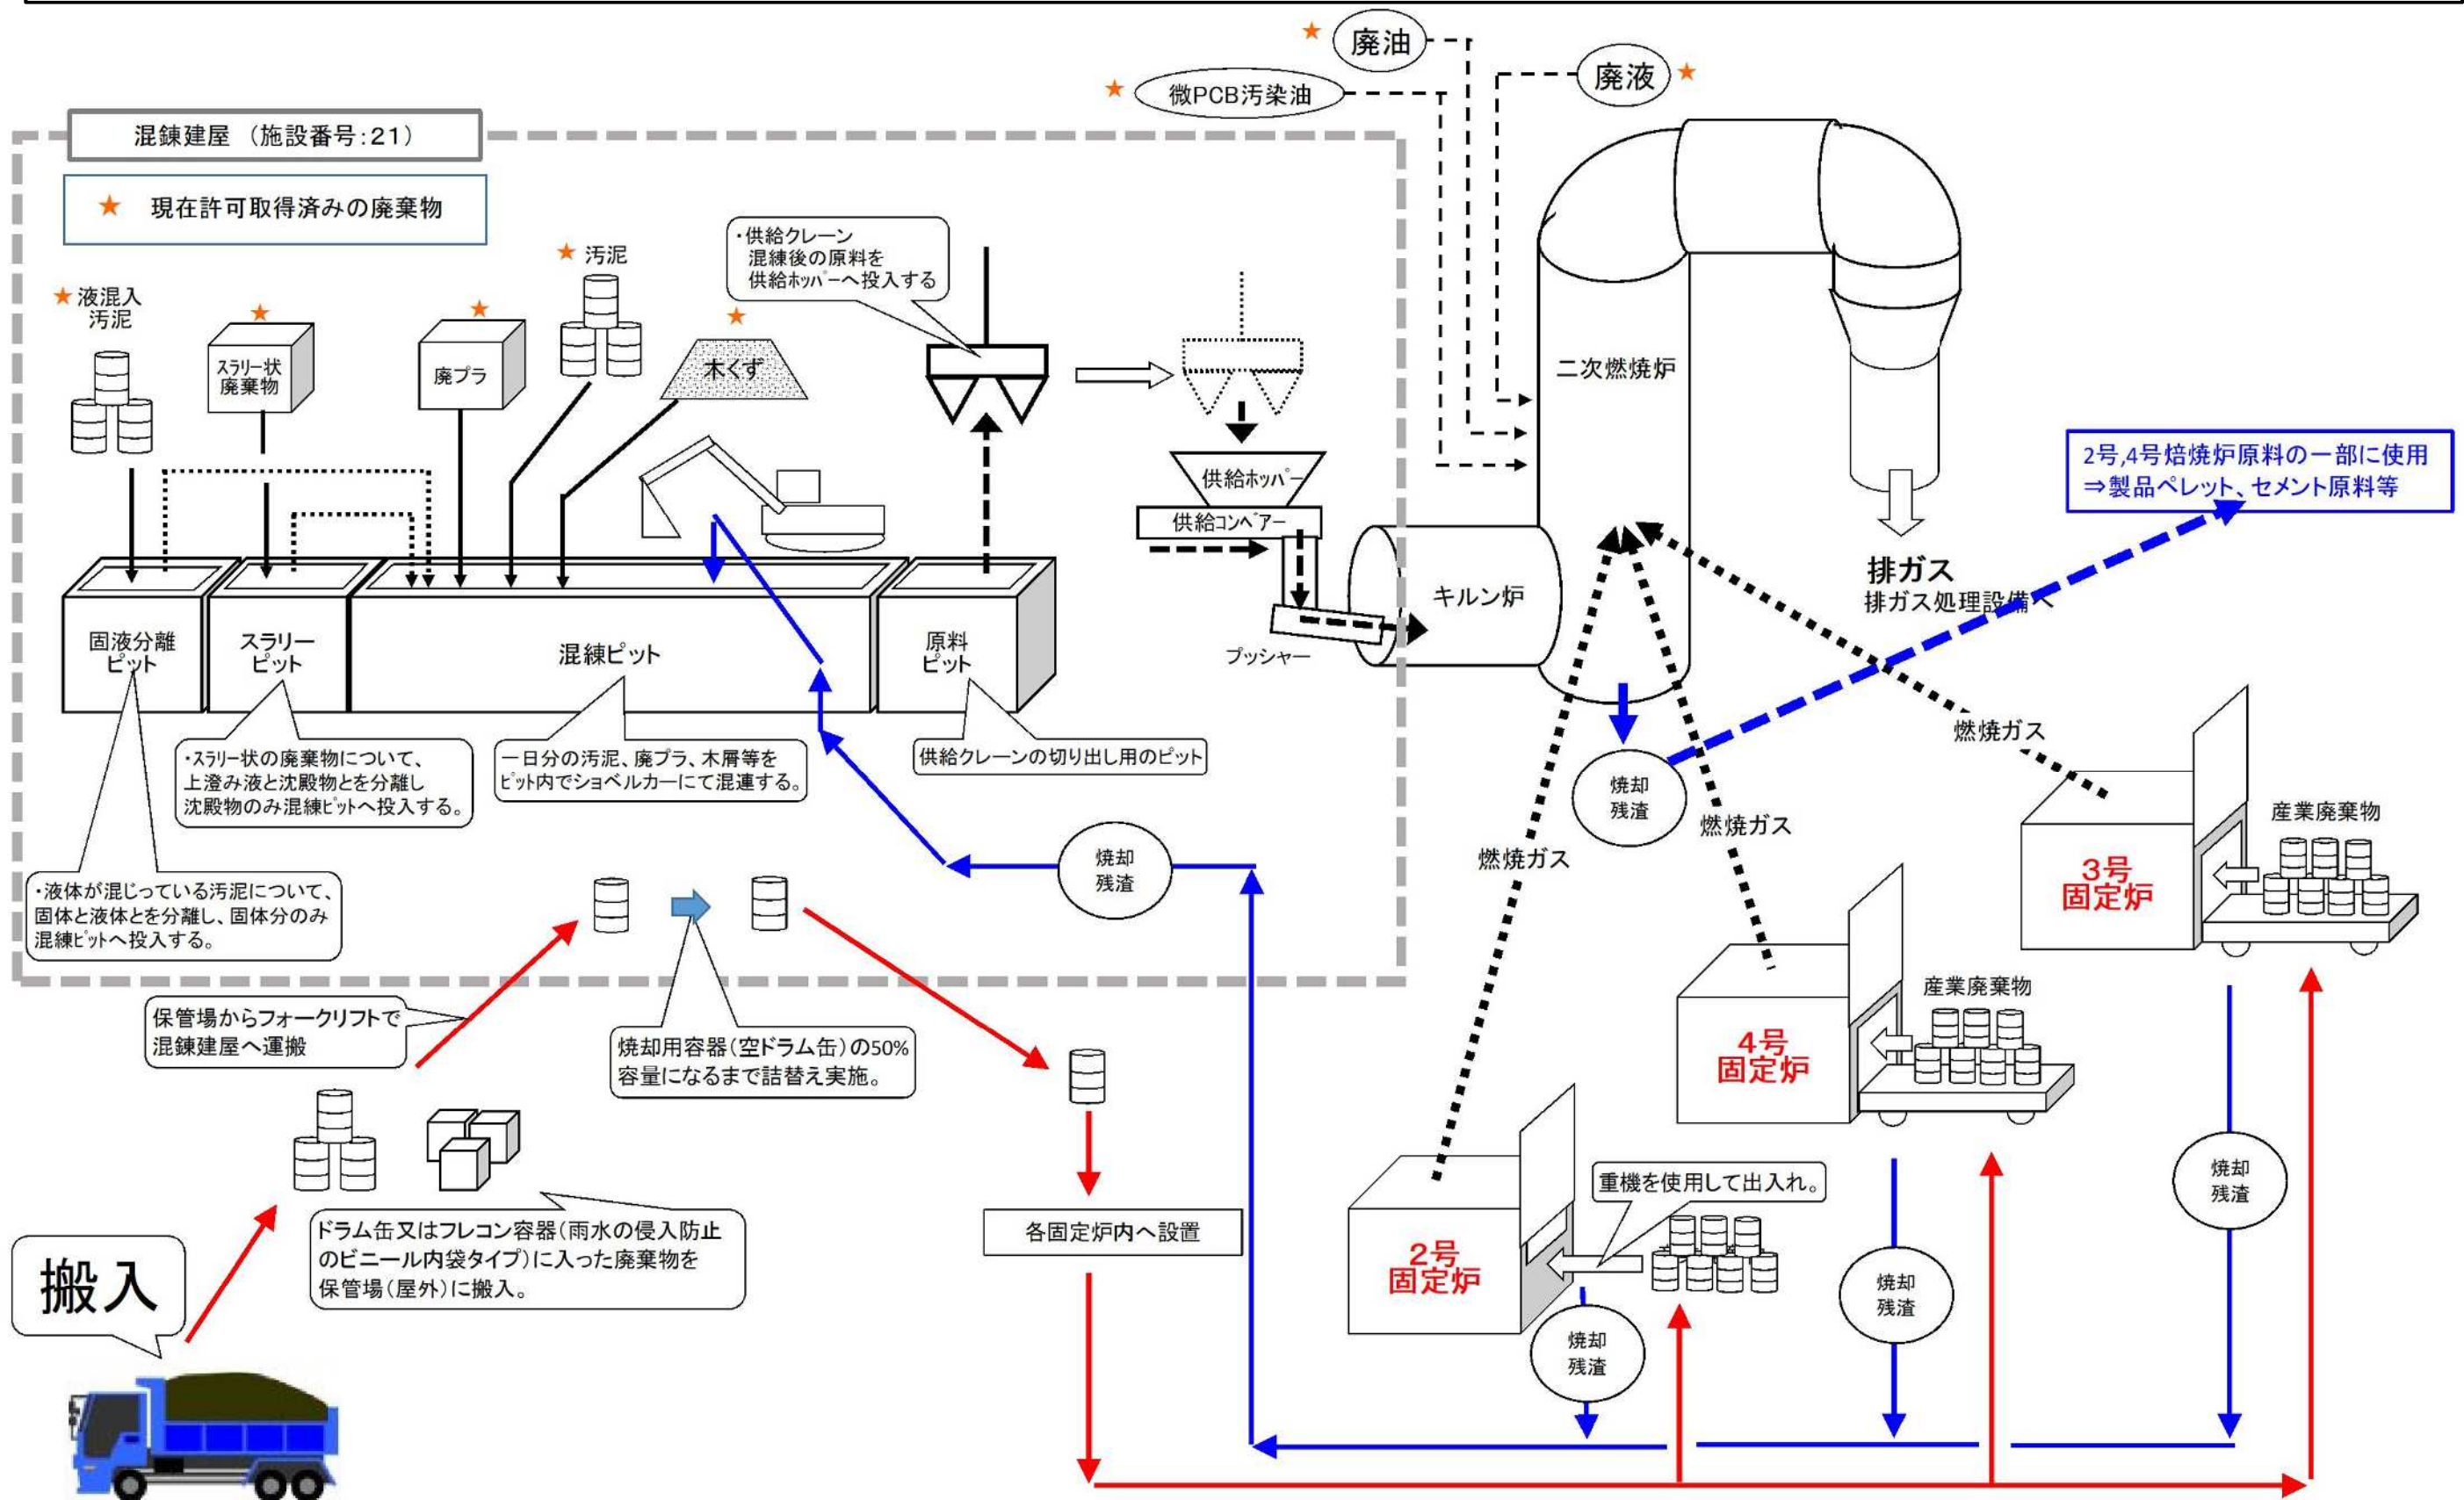 ★ 廃油
★ 微PCB汚染油
廃液 ★
混錬建屋 (施設番号:21)
★ 現在許可取得済みの廃棄物
★ 液混入
汚泥
★
スラリー状
廃棄物
★
廃プラ
★ 汚泥
★
木くず
・供給クレーン
混練後の原料を
供給ホッパーへ投入する
供給ホッパー
供給コンベアー
プッシャー
キルン炉
二次燃焼炉
排ガス
排ガス処理設備へ
2号,4号焙焼炉原料の一部に使用
⇒製品ペレット、セメント原料等
固液分離
ピット
スラリー
ピット
混練ピット
原料
ピット
・スラリー状の廃棄物について、
上澄み液と沈殿物とを分離し
沈殿物のみ混練ピットへ投入する。
一日分の汚泥、廃プラ、木屑等を
ピット内でショベルカーにて混連する。
供給クレーンの切り出し用のピット
・液体が混じっている汚泥について、
固体と液体とを分離し、固体分のみ
混練ピットへ投入する。
焼却
残渣
焼却
残渣
燃焼ガス
燃焼ガス
燃焼ガス
産業廃棄物
3号
固定炉
産業廃棄物
4号
固定炉
保管場からフォークリフトで
混錬建屋へ運搬
焼却用容器(空ドラム缶)の50%
容量になるまで詰替え実施。
重機を使用して出入れ。
焼却
残渣
ドラム缶又はフレコン容器(雨水の侵入防止
のビニール内袋タイプ)に入った廃棄物を
保管場(屋外)に搬入。
各固定炉内へ設置
2号
固定炉
搬入
焼却
残渣
焼却
残渣